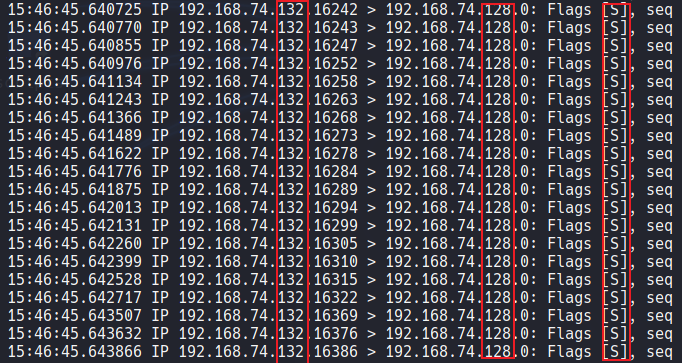 15:46:45.640725 IP 192.168.74.132.16242 > 192.168.74.128.0: Flags [S], seq
15:46:45.640770 IP 192.168.74.132.16243 > 192.168.74.128.0: Flags [S], seq
15:46:45.640855 IP 192.168.74.132.16247 > 192.168.74.128.0: Flags [S], seq
15:46:45.640976 IP 192.168.74.132.16252 > 192.168.74.128.0: Flags [S], seq
15:46:45.641134 IP 192.168.74.132.16258 > 192.168.74.128.0: Flags [S], seq
15:46:45.641243 IP 192.168.74.132.16263 > 192.168.74.128.0: Flags [S], seq
15:46:45.641366 IP 192.168.74.132.16268 > 192.168.74.128.0: Flags [S], seq
15:46:45.641489 IP 192.168.74.132.16273 > 192.168.74.128.0: Flags [S], seq
15:46:45.641622 IP 192.168.74.132.16278 > 192.168.74.128.0: Flags [S], seq
15:46:45.641776 IP 192.168.74.132.16284 > 192.168.74.128.0: Flags [S], seq
15:46:45.641875 IP 192.168.74.132.16289 > 192.168.74.128.0: Flags [S], seq
15:46:45.642013 IP 192.168.74.132.16294 > 192.168.74.128.0: Flags [S], seq
15:46:45.642131 IP 192.168.74.132.16299 > 192.168.74.128.0: Flags [S], seq
15:46:45.642260 IP 192.168.74.132.16305 > 192.168.74.128.0: Flags [S], seq
15:46:45.642399 IP 192.168.74.132.16310 > 192.168.74.128.0: Flags [S], seq
15:46:45.642528 IP 192.168.74.132.16315 > 192.168.74.128.0: Flags [S], seq
15:46:45.642717 IP 192.168.74.132.16322 > 192.168.74.128.0: Flags [S], seq
15:46:45.643507 IP 192.168.74.132.16369 > 192.168.74.128.0: Flags [S], seq
15:46:45.643632 IP 192.168.74.132.16376 > 192.168.74.128.0: Flags [S], seq
15:46:45.643866 IP 192.168.74.132.16386 > 192.168.74.128.0: Flags [S], seq